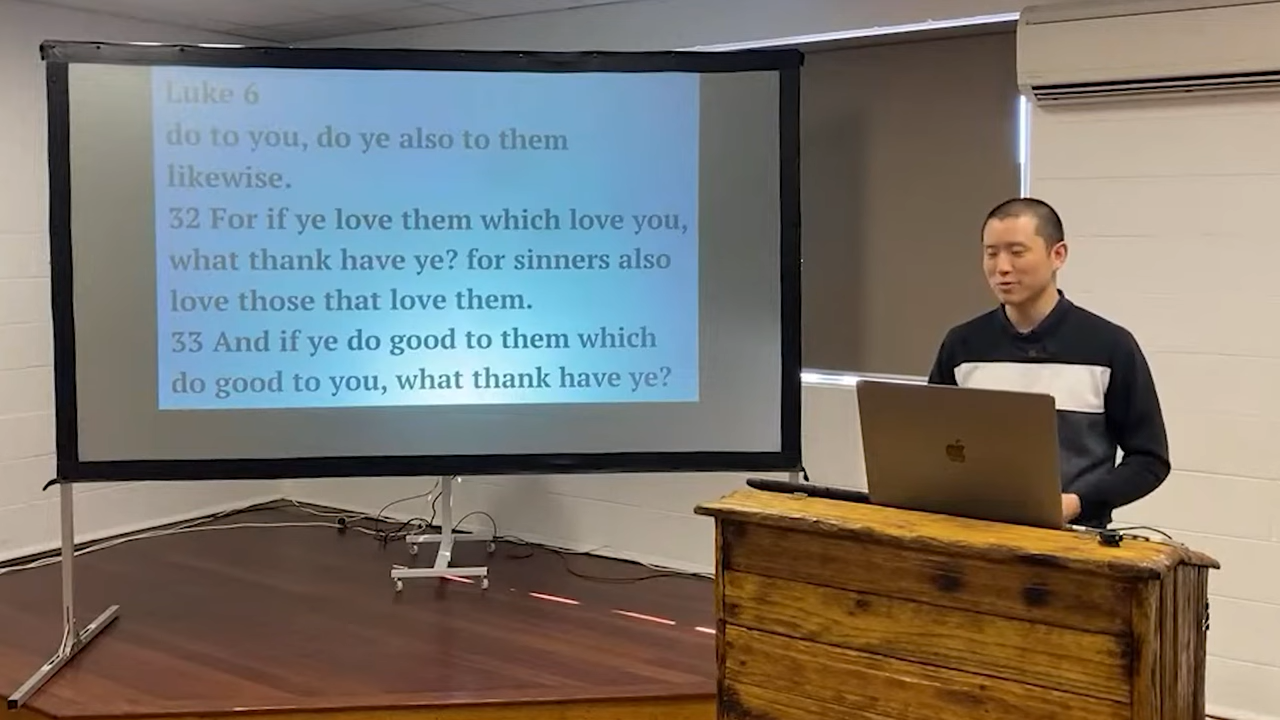 Luke 6
do to you, do ye also to them
likewise.
32 For if ye love them which love you,
what thank have ye? for sinners also
love those that love them.
33 And if ye do good to them which
do good to you, what thank have ye?